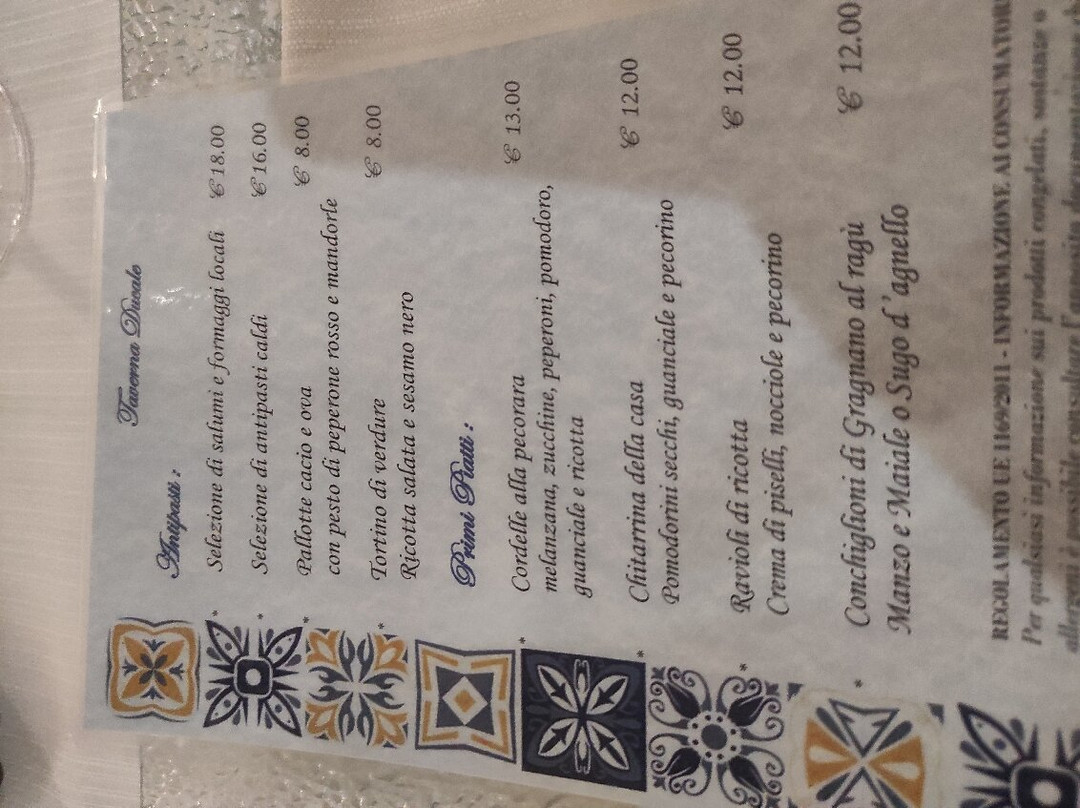 Taverna Ducale
Antipasti :
* Selezione di salumi e formaggi locali € 18.00
* Selezione di antipasti caldi € 16.00
* Pallotte cacio e ova € 8.00
con pesto di peperone rosso e mandorle
* Tortino di verdure € 8.00
Ricotta salata e sesamo nero
Primi Piatti :
* Cordelle alla pecorara € 13.00
melanzana, zucchine, peperoni, pomodoro,
guanciale e ricotta
* Chitarrina della casa € 12.00
Pomodorini secchi, guanciale e pecorino
* Ravioli di ricotta € 12.00
Crema di piselli, nocciole e pecorino
* Conchiglioni di Gragnano al ragù € 12.00
Manzo e Maiale o Sugo d'agnello
REGOLAMENTO UE 1169/2011 - INFORMAZIONE AI CONSUMATORI
Per qualsiasi informazione sui prodotti congelati, sostanze o
è possibile consultare l'apposita documentazione